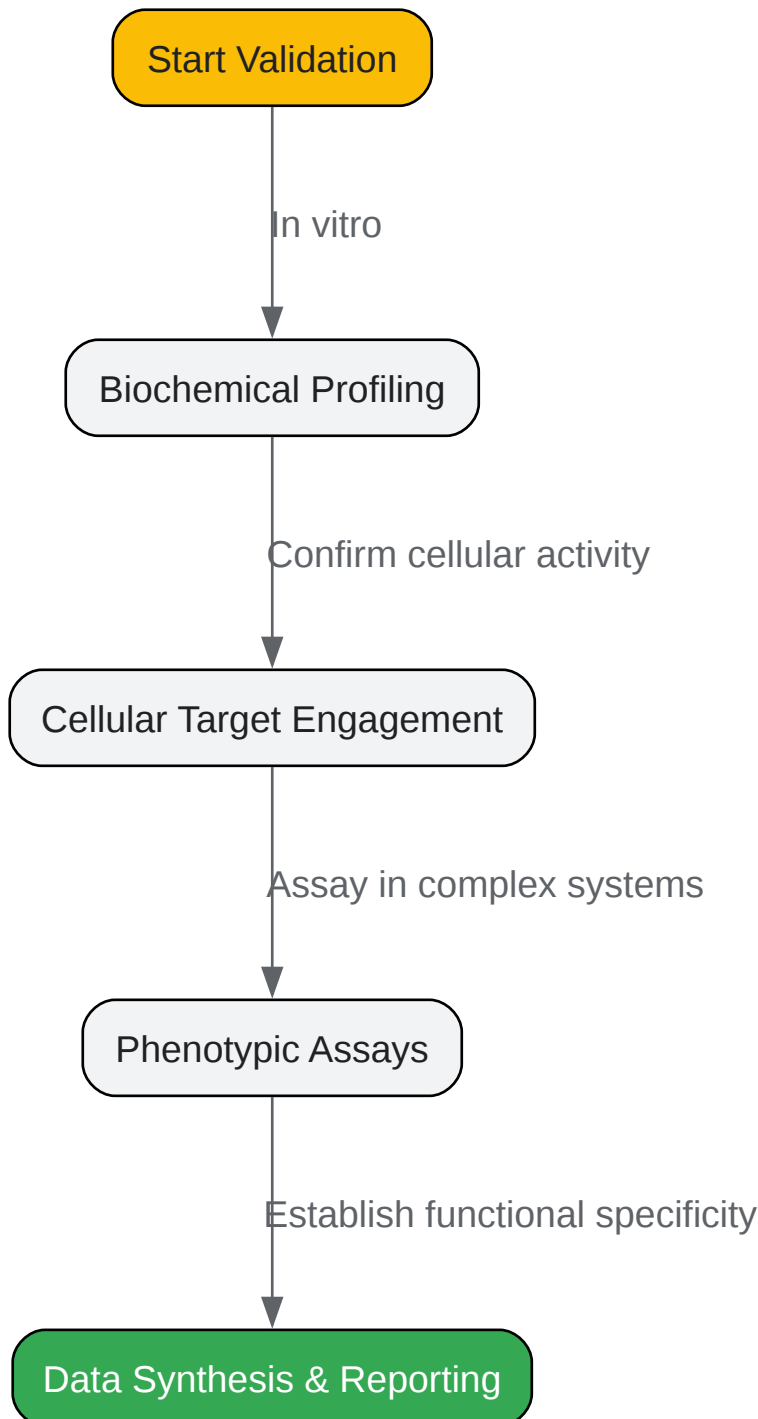 Start Validation
In vitro
Biochemical Profiling
Confirm cellular activity
Cellular Target Engagement
Assay in complex systems
Phenotypic Assays
Establish functional specificity
Data Synthesis & Reporting